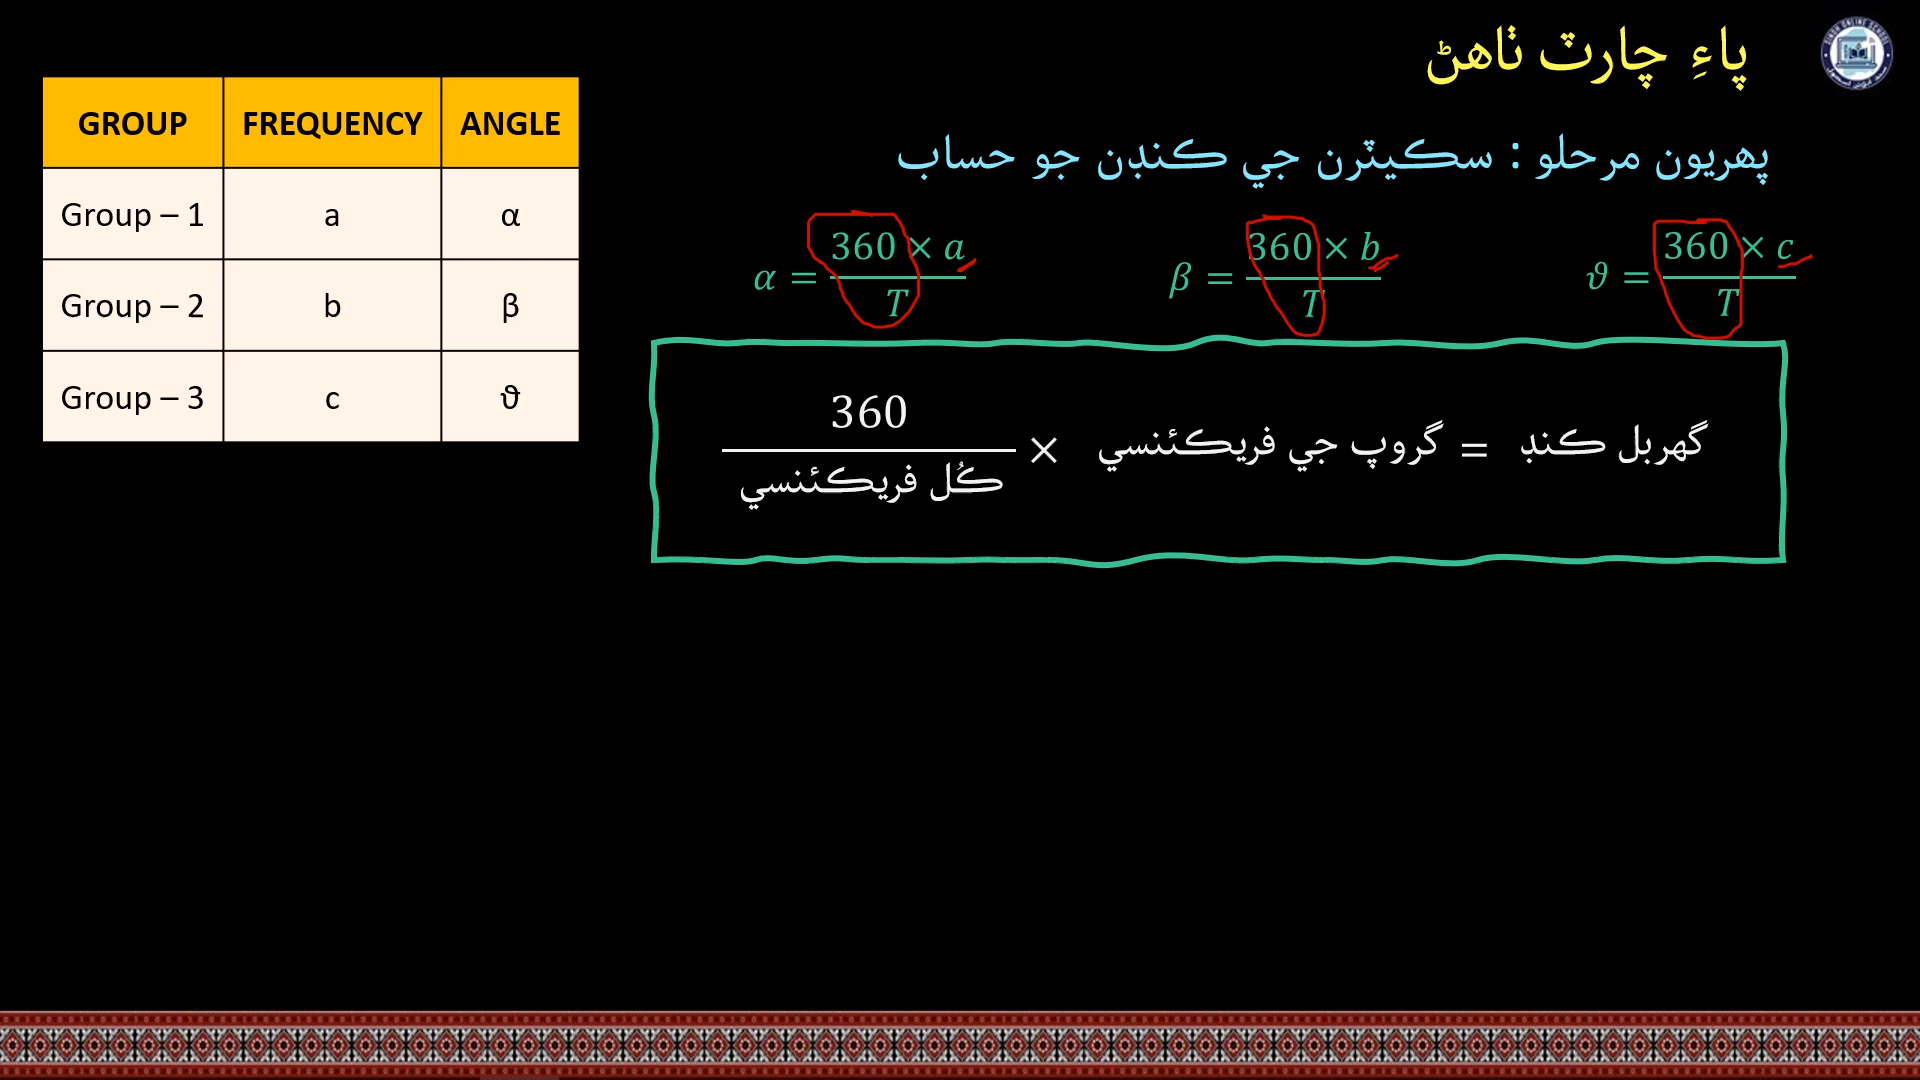 پاءِ چارٽ ٺاهڻ
پهريون مرحلو : سڪيٽرن جي ڪنڊن جو حساب
GROUP FREQUENCY ANGLE
Group – 1 a α
Group – 2 b β
Group – 3 c ϑ
α = 360 × a / T
β = 360 × b / T
ϑ = 360 × c / T
گهربل ڪنڊ = گروپ جي فريڪئنسي × 360 / ڪُل فريڪئنسي